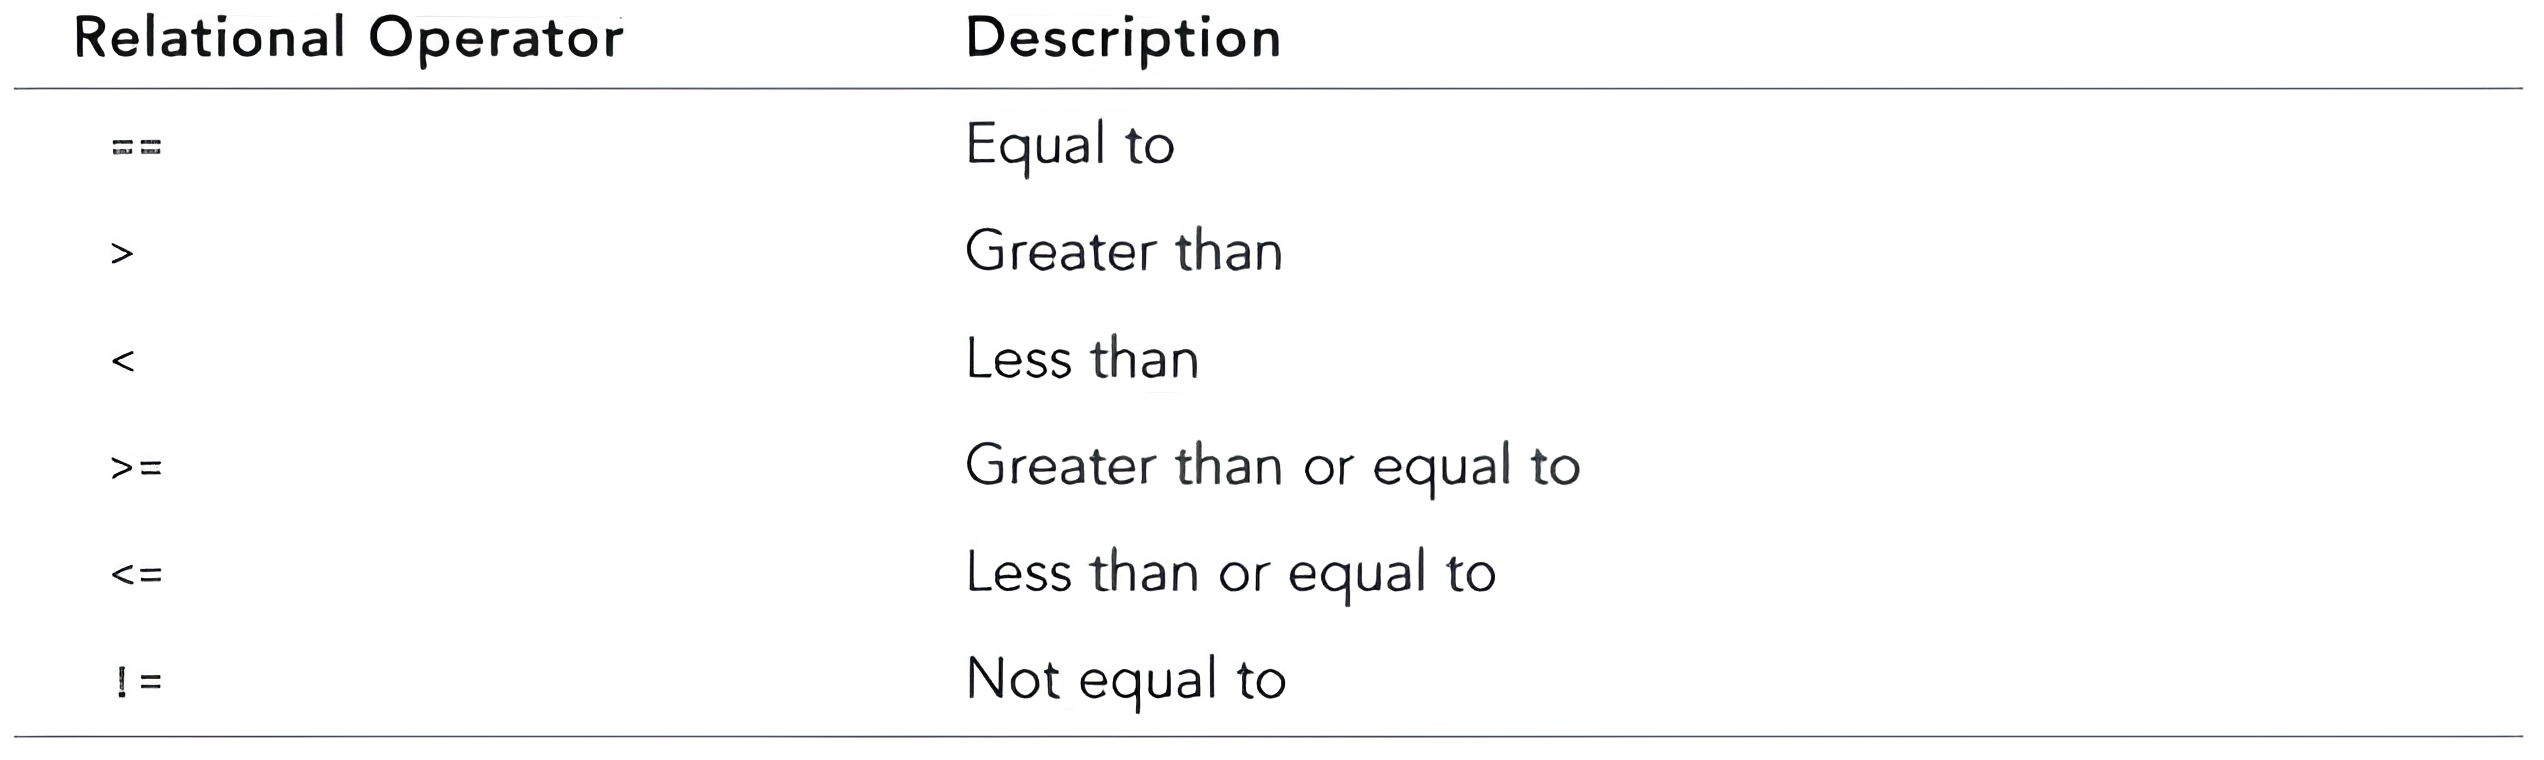 Relational Operator Description
== Equal to
> Greater than
< Less than
>= Greater than or equal to
<= Less than or equal to
!= Not equal to